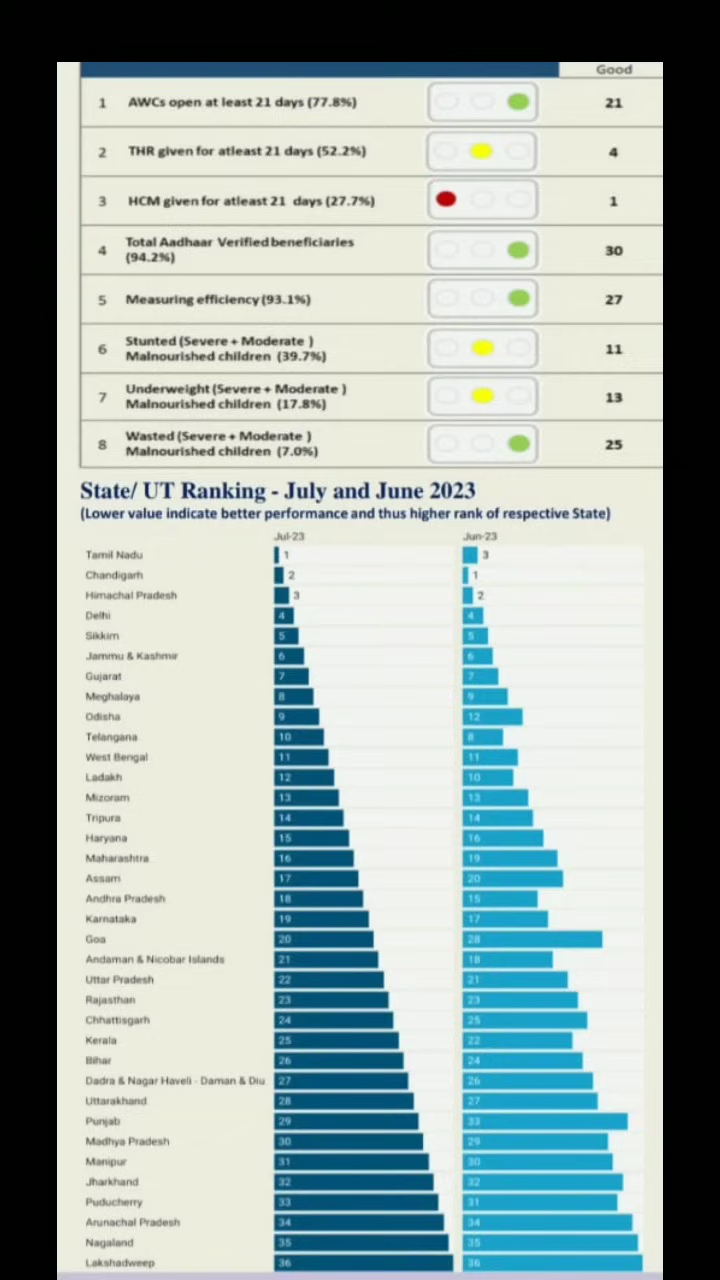 Good
1 AWCs open at least 21 days (77.8%) 21
2 THR given for atleast 21 days (52.2%) 4
3 HCM given for atleast 21 days (27.7%) 1
4 Total Aadhaar Verified beneficiaries (94.2%) 30
5 Measuring efficiency (93.1%) 27
6 Stunted (Severe + Moderate )
Malnourished children (39.7%) 11
7 Underweight (Severe + Moderate )
Malnourished children (17.8%) 13
8 Wasted (Severe + Moderate )
Malnourished children (7.0%) 25
State/ UT Ranking - July and June 2023
(Lower value indicate better performance and thus higher rank of respective State)
Jul-23 Jun-23
Tamil Nadu 1 3
Chandigarh 2 1
Himachal Pradesh 3 2
Delhi 4 4
Sikkim 5 5
Jammu & Kashmir 6 6
Gujarat 7 7
Meghalaya 8 9
Odisha 9 12
Telangana 10 8
West Bengal 11 11
Ladakh 12 10
Mizoram 13 13
Tripura 14 14
Haryana 15 16
Maharashtra 16 19
Assam 17 20
Andhra Pradesh 18 15
Karnataka 19 17
Goa 20 28
Andaman & Nicobar Islands 21 18
Uttar Pradesh 22 21
Rajasthan 23 23
Chhattisgarh 24 25
Kerala 25 22
Bihar 26 24
Dadra & Nagar Haveli - Daman & Diu 27 26
Uttarakhand 28 27
Punjab 29 33
Madhya Pradesh 30 29
Manipur 31 30
Jharkhand 32 32
Puducherry 33 31
Arunachal Pradesh 34 34
Nagaland 35 35
Lakshadweep 36 36